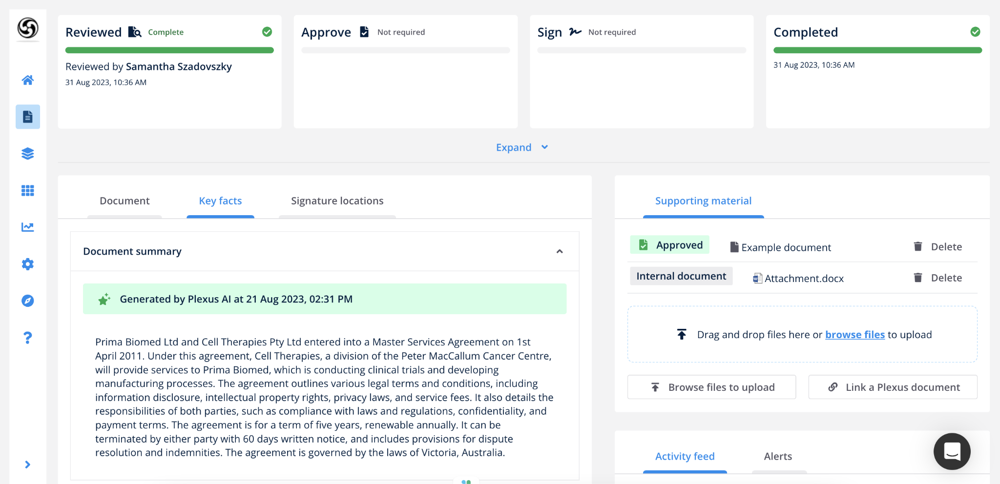 Reviewed Complete
Reviewed by Samantha Szadovszky
31 Aug 2023, 10:36 AM
Approve Not required
Sign Not required
Completed
31 Aug 2023, 10:36 AM
Expand
Document Key facts Signature locations
Document summary
Generated by Plexus AI at 21 Aug 2023, 02:31 PM
Prima Biomed Ltd and Cell Therapies Pty Ltd entered into a Master Services Agreement on 1st
April 2011. Under this agreement, Cell Therapies, a division of the Peter MacCallum Cancer Centre,
will provide services to Prima Biomed, which is conducting clinical trials and developing
manufacturing processes. The agreement outlines various legal terms and conditions, including
information disclosure, intellectual property rights, privacy laws, and service fees. It also details the
responsibilities of both parties, such as compliance with laws and regulations, confidentiality, and
payment terms. The agreement is for a term of five years, renewable annually. It can be
terminated by either party with 60 days written notice, and includes provisions for dispute
resolution and indemnities. The agreement is governed by the laws of Victoria, Australia.
Supporting material
Approved Example document Delete
Internal document Attachment.docx Delete
Drag and drop files here or browse files to upload
Browse files to upload Link a Plexus document
Activity feed Alerts